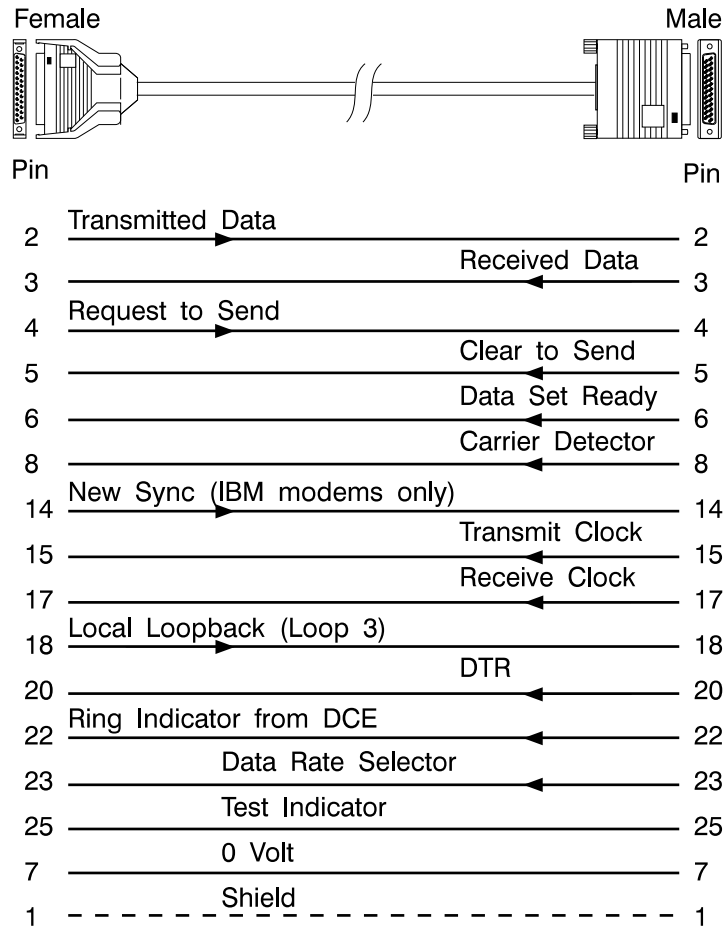 Female Male
Pin Pin
Transmitted Data
2 2
Received Data
3 3
Request to Send
4 4
Clear to Send
5 5
Data Set Ready
6 6
Carrier Detector
8 8
New Sync (IBM modems only)
14 14
Transmit Clock
15 15
Receive Clock
17 17
Local Loopback (Loop 3)
18 18
DTR
20 20
Ring Indicator from DCE
22 22
Data Rate Selector
23 23
Test Indicator
25 25
0 Volt
7 7
Shield
1 1